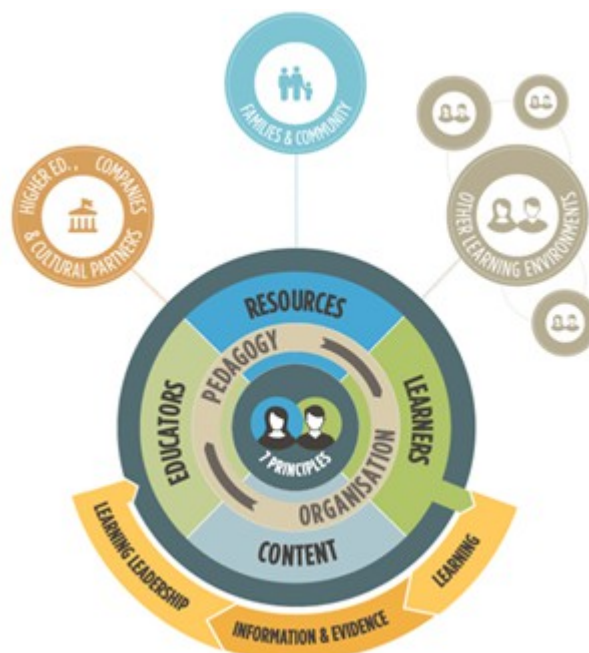 FAMILIES & COMMUNITY
HIGHER ED., COMPANIES
& CULTURAL PARTNERS
OTHER LEARNING ENVIRONMENTS
RESOURCES
PEDAGOGY
EDUCATORS
LEARNERS
7 PRINCIPLES
ORGANISATION
CONTENT
LEARNING LEADERSHIP
INFORMATION & EVIDENCE
LEARNING